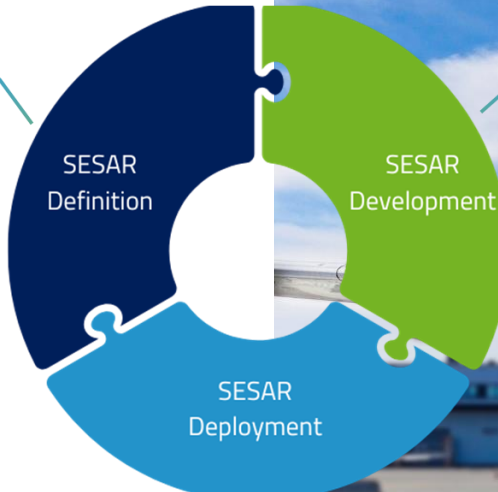 SESAR
Definition
SESAR
Development
SESAR
Deployment